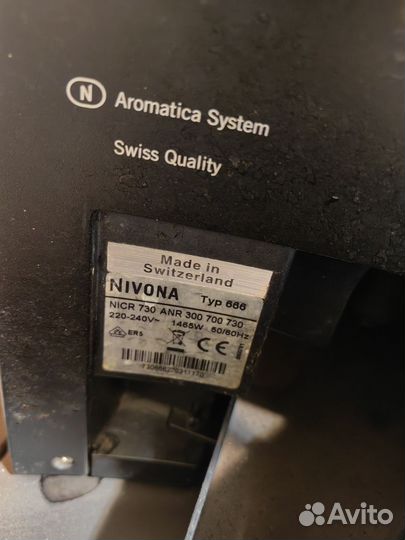 N Aromatica System
Swiss Quality
Made in
Switzerland
NIVONA Typ 666
NICR 730 ANR 300 700 730
220-240V~ 1465W 50/60Hz
CE
Avito